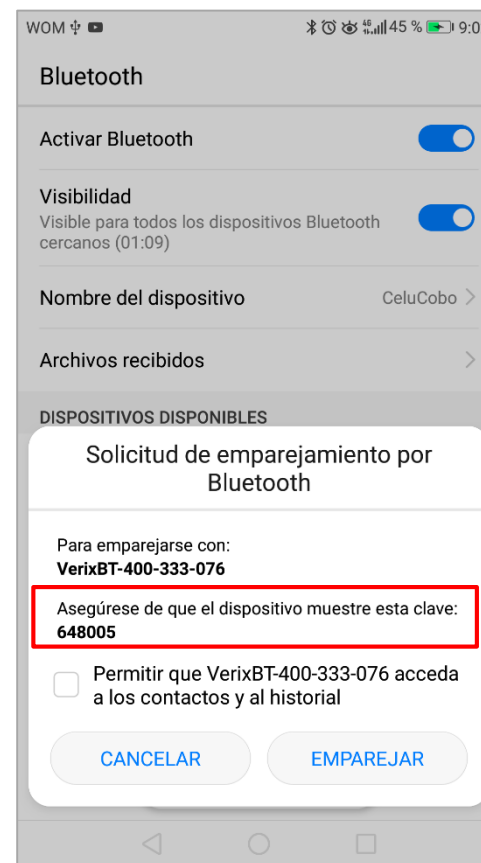 WOM 46 45 % 9:0
Bluetooth
Activar Bluetooth
Visibilidad
Visible para todos los dispositivos Bluetooth
cercanos (01:09)
Nombre del dispositivo CeluCobo
Archivos recibidos
DISPOSITIVOS DISPONIBLES
Solicitud de emparejamiento por
Bluetooth
Para emparejarse con:
VerixBT-400-333-076
Asegúrese de que el dispositivo muestre esta clave:
648005
Permitir que VerixBT-400-333-076 acceda
a los contactos y al historial
CANCELAR EMPAREJAR